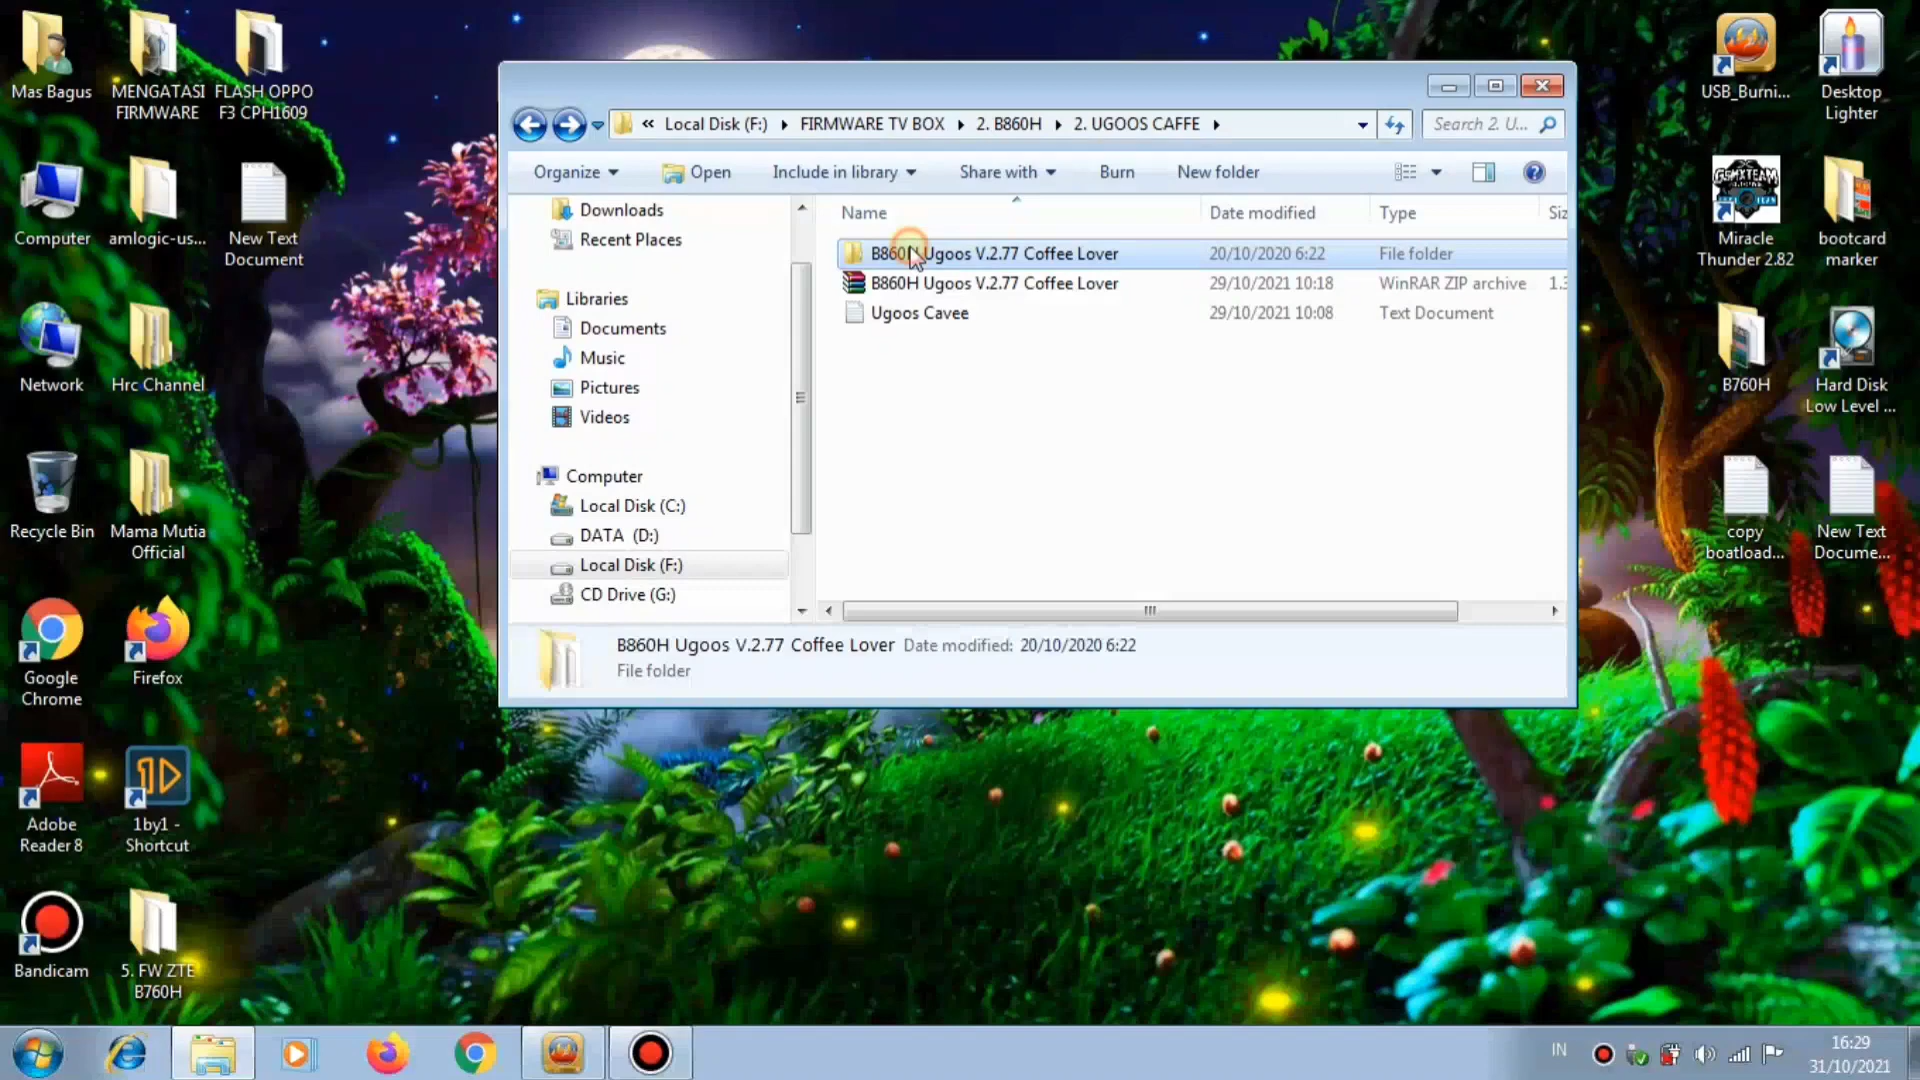 Mas Bagus
MENGATASI
FIRMWARE
FLASH OPPO
F3 CPH1609
Computer
amlogic-us...
New Text
Document
Network
Hrc Channel
Recycle Bin
Mama Mutia
Official
Google
Chrome
Firefox
Adobe
Reader 8
1by1 -
Shortcut
Bandicam
5. FW ZTE
B760H
« Local Disk (F:) ▸ FIRMWARE TV BOX ▸ 2. B860H ▸ 2. UGOOS CAFFE ▸
Search 2. U...
Organize
Open
Include in library
Share with
Burn
New folder
Downloads
Recent Places
Libraries
Documents
Music
Pictures
Videos
Computer
Local Disk (C:)
DATA (D:)
Local Disk (F:)
CD Drive (G:)
Name Date modified Type Siz
B860H Ugoos V.2.77 Coffee Lover 20/10/2020 6:22 File folder
B860H Ugoos V.2.77 Coffee Lover 29/10/2021 10:18 WinRAR ZIP archive 1.3
Ugoos Cavee 29/10/2021 10:08 Text Document
B860H Ugoos V.2.77 Coffee Lover Date modified: 20/10/2020 6:22
File folder
USB_Burni...
Desktop
Lighter
GSMXTEAM
Miracle
Thunder 2.82
bootcard
marker
B760H
Hard Disk
Low Level ...
copy
boatload...
New Text
Docume...
IN
16:29
31/10/2021